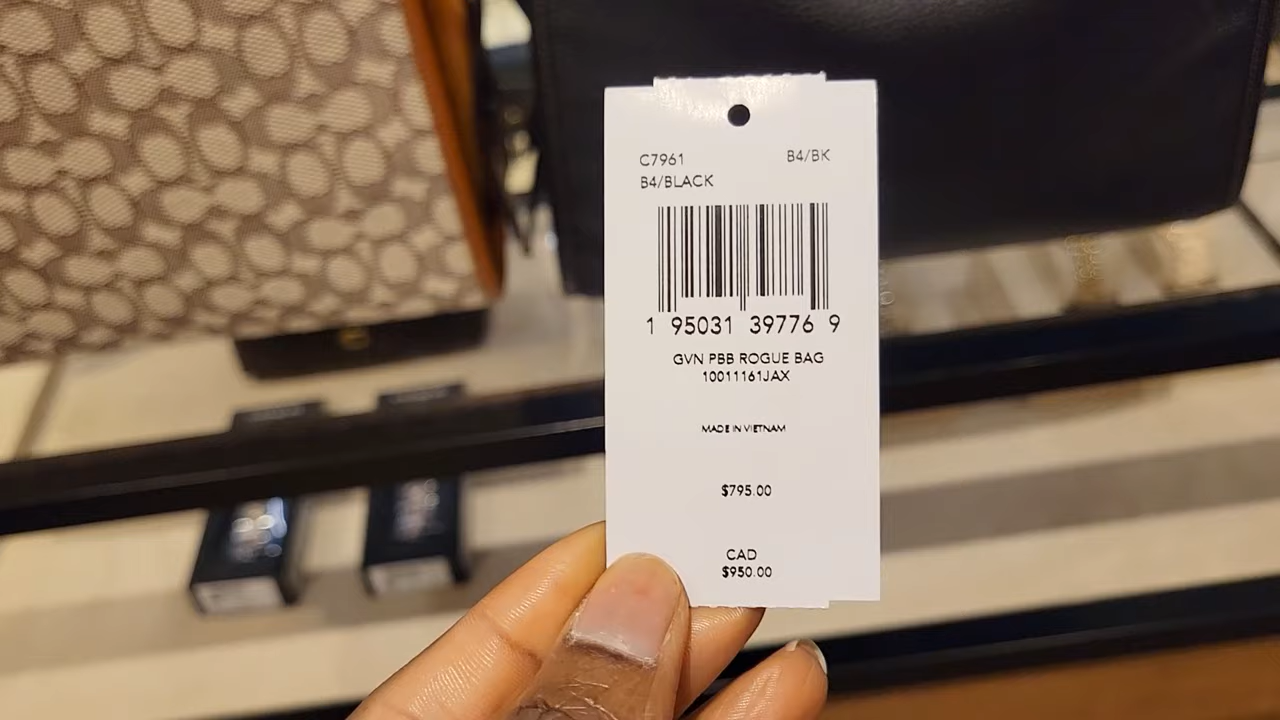 C7961 B4/BK
B4/BLACK
1 95031 39776 9
GVN PBB ROGUE BAG
10011161JAX
MADE IN VIETNAM
$795.00
CAD
$950.00